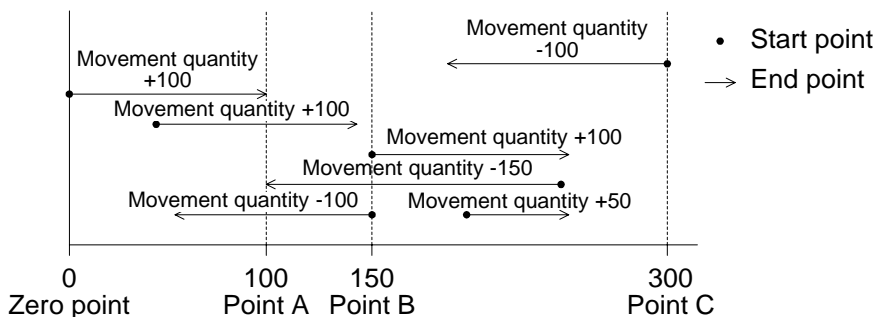 Movement quantity
+100
Movement quantity
-100
Start point
End point
Movement quantity +100
Movement quantity +100
Movement quantity -150
Movement quantity -100
Movement quantity +50
0
100
150
300
Zero point
Point A
Point B
Point C